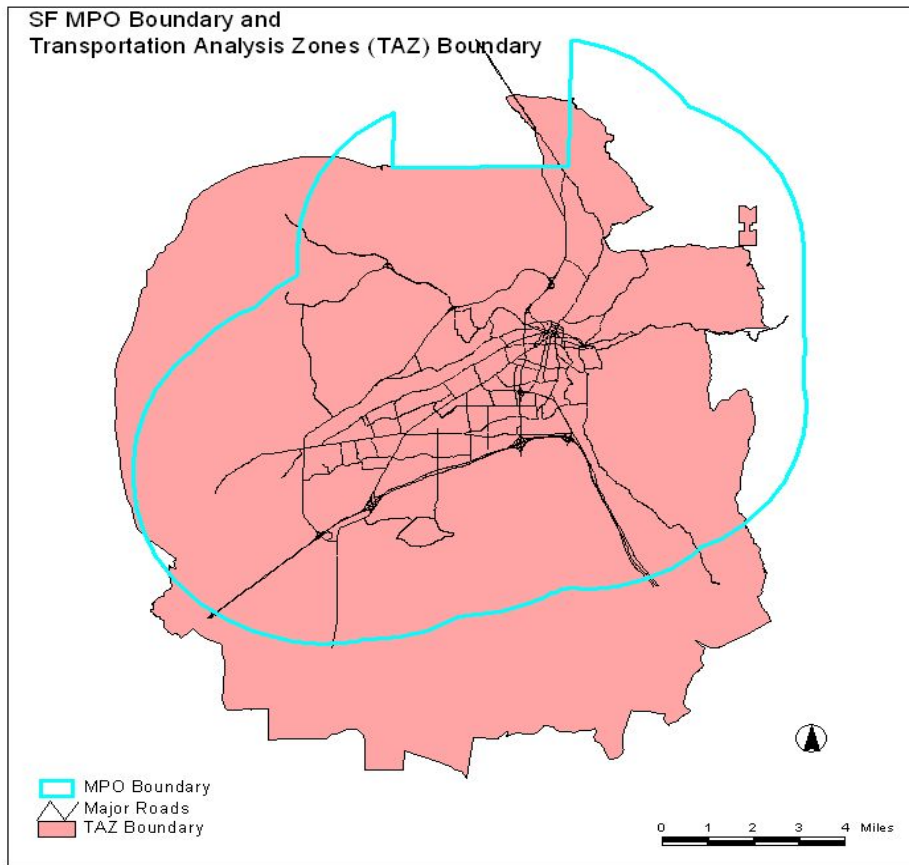 SF MPO Boundary and
Transportation Analysis Zones (TAZ) Boundary
MPO Boundary
Major Roads
TAZ Boundary
0 1 2 3 4 Miles